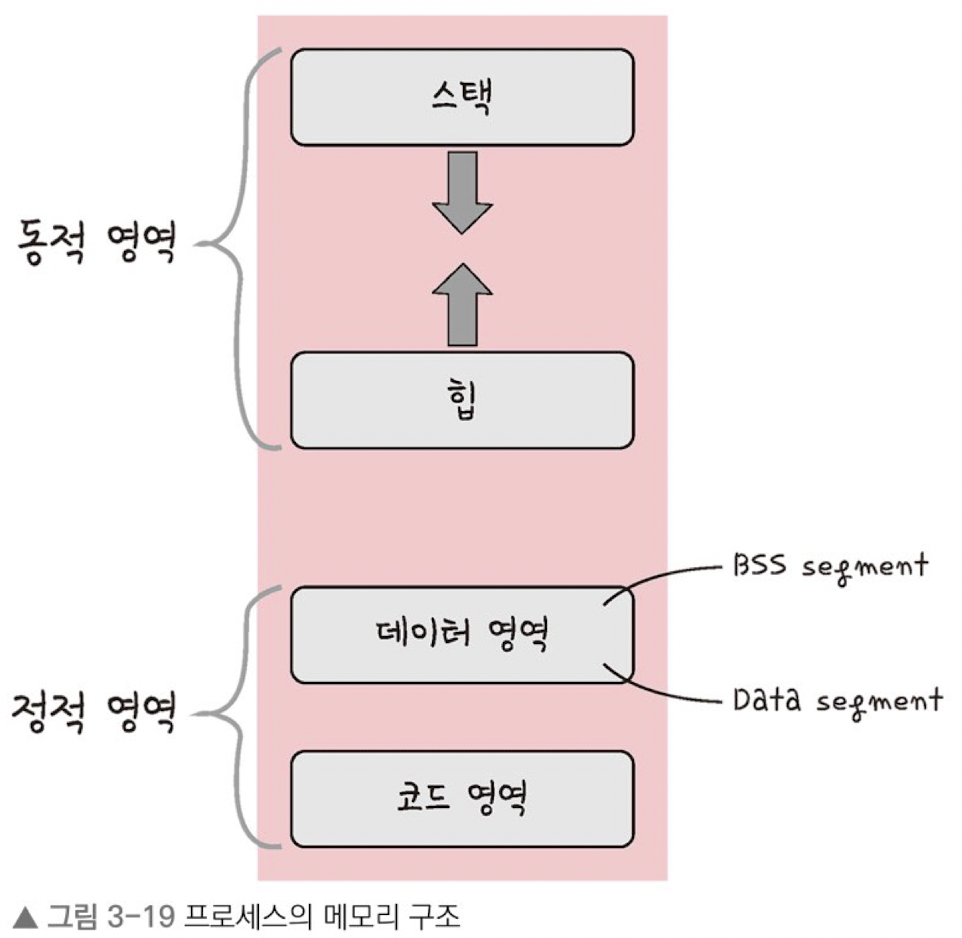 스택
동적 영역
힙
BSS segment
데이터 영역
Data segment
정적 영역
코드 영역
▲ 그림 3-19 프로세스의 메모리 구조